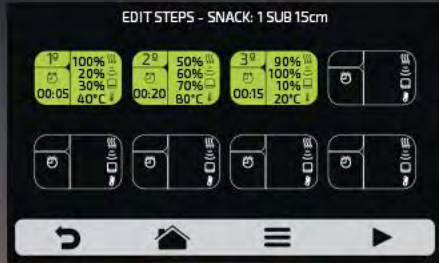 EDIT STEPS - SNACK: 1 SUB 15cm
1º 100%
20%
30%
00:05 40°C
2º 50%
60%
70%
00:20 80°C
3º 90%
100%
10%
00:15 20°C